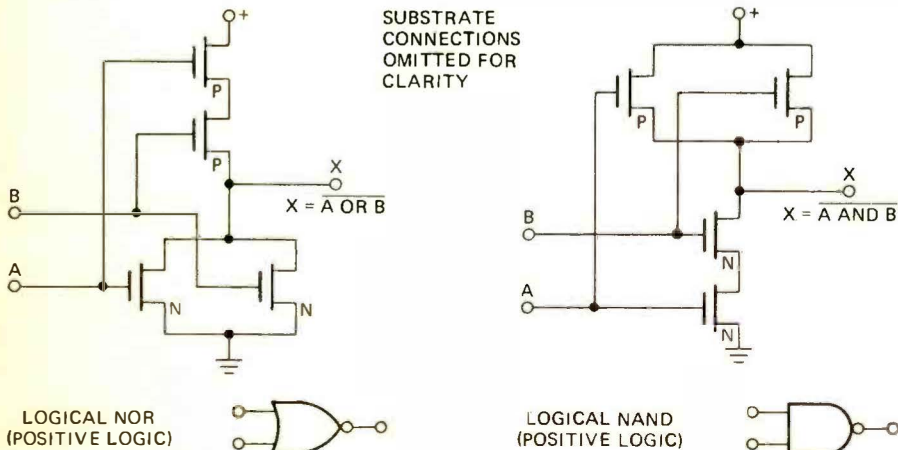 +
SUBSTRATE
CONNECTIONS
OMITTED FOR
CLARITY
P
P
X
X = A OR B
B
A
N
N
LOGICAL NOR
(POSITIVE LOGIC)
+
P
P
X
X = A AND B
B
N
A
N
LOGICAL NAND
(POSITIVE LOGIC)